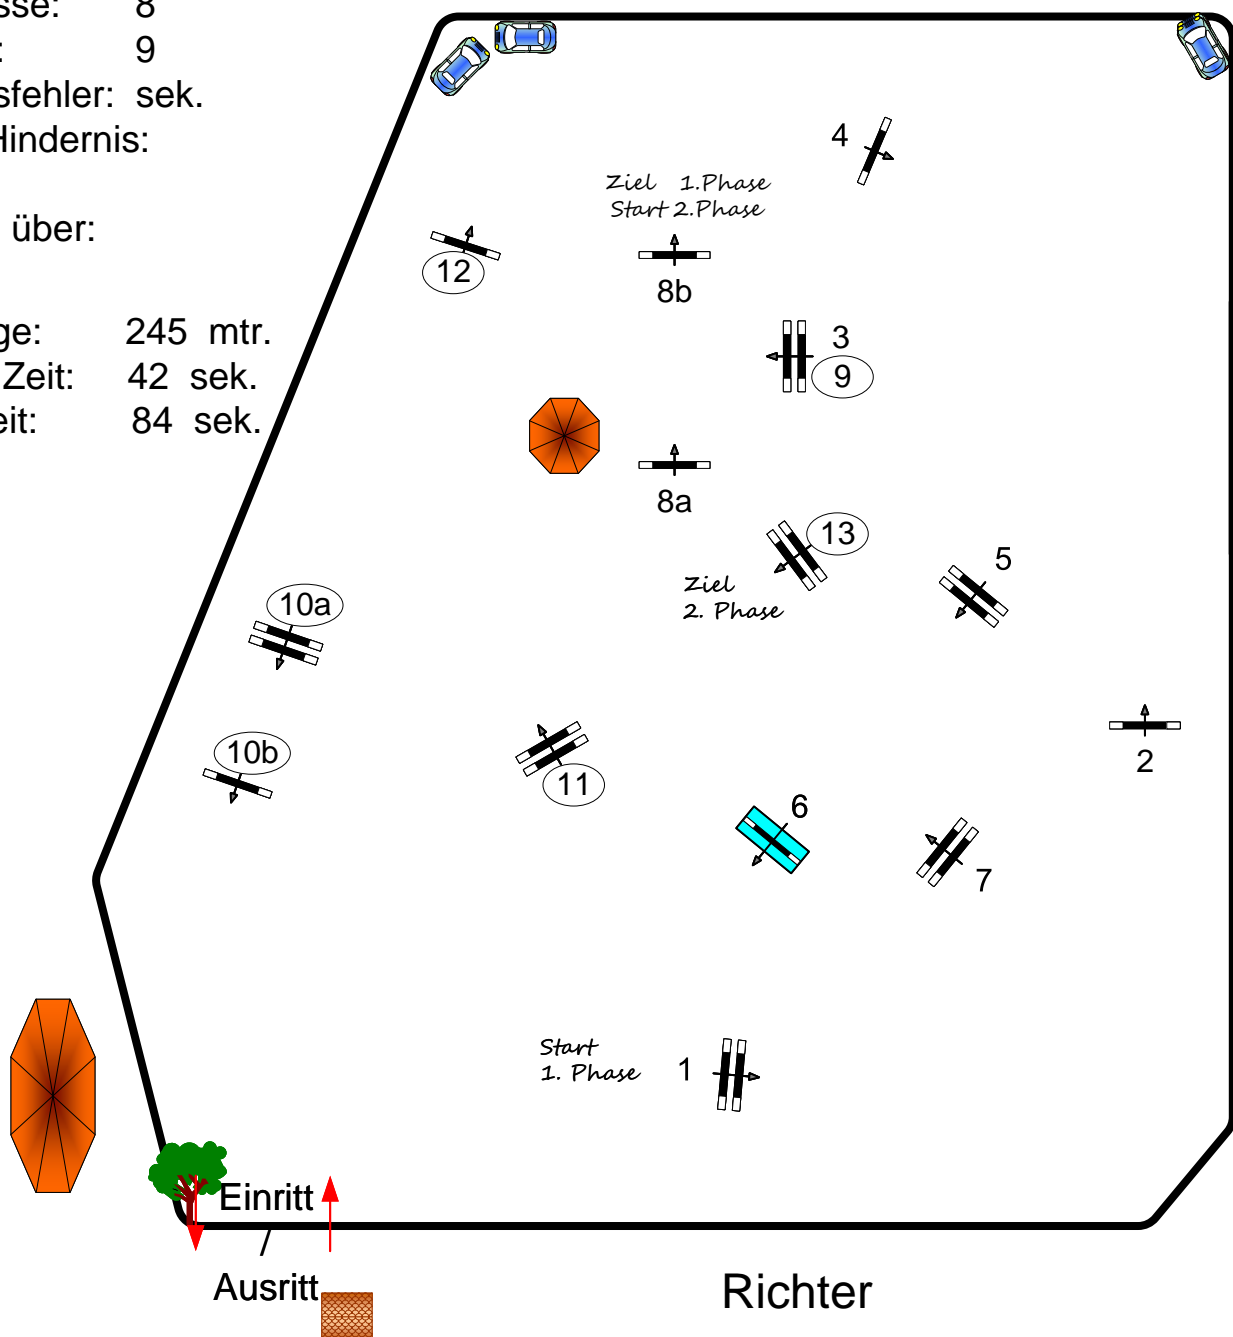 sse: 8
: 9
sfehler: sek.
Hindernis:
über:
ge: 245 mtr.
Zeit: 42 sek.
eit: 84 sek.
4
Ziel 1.Phase
Start 2.Phase
12
8b
3
9
8a
13
5
Ziel
2. Phase
10a
10b
11
2
6
7
Start
1. Phase
1
Einritt
Ausritt
Richter